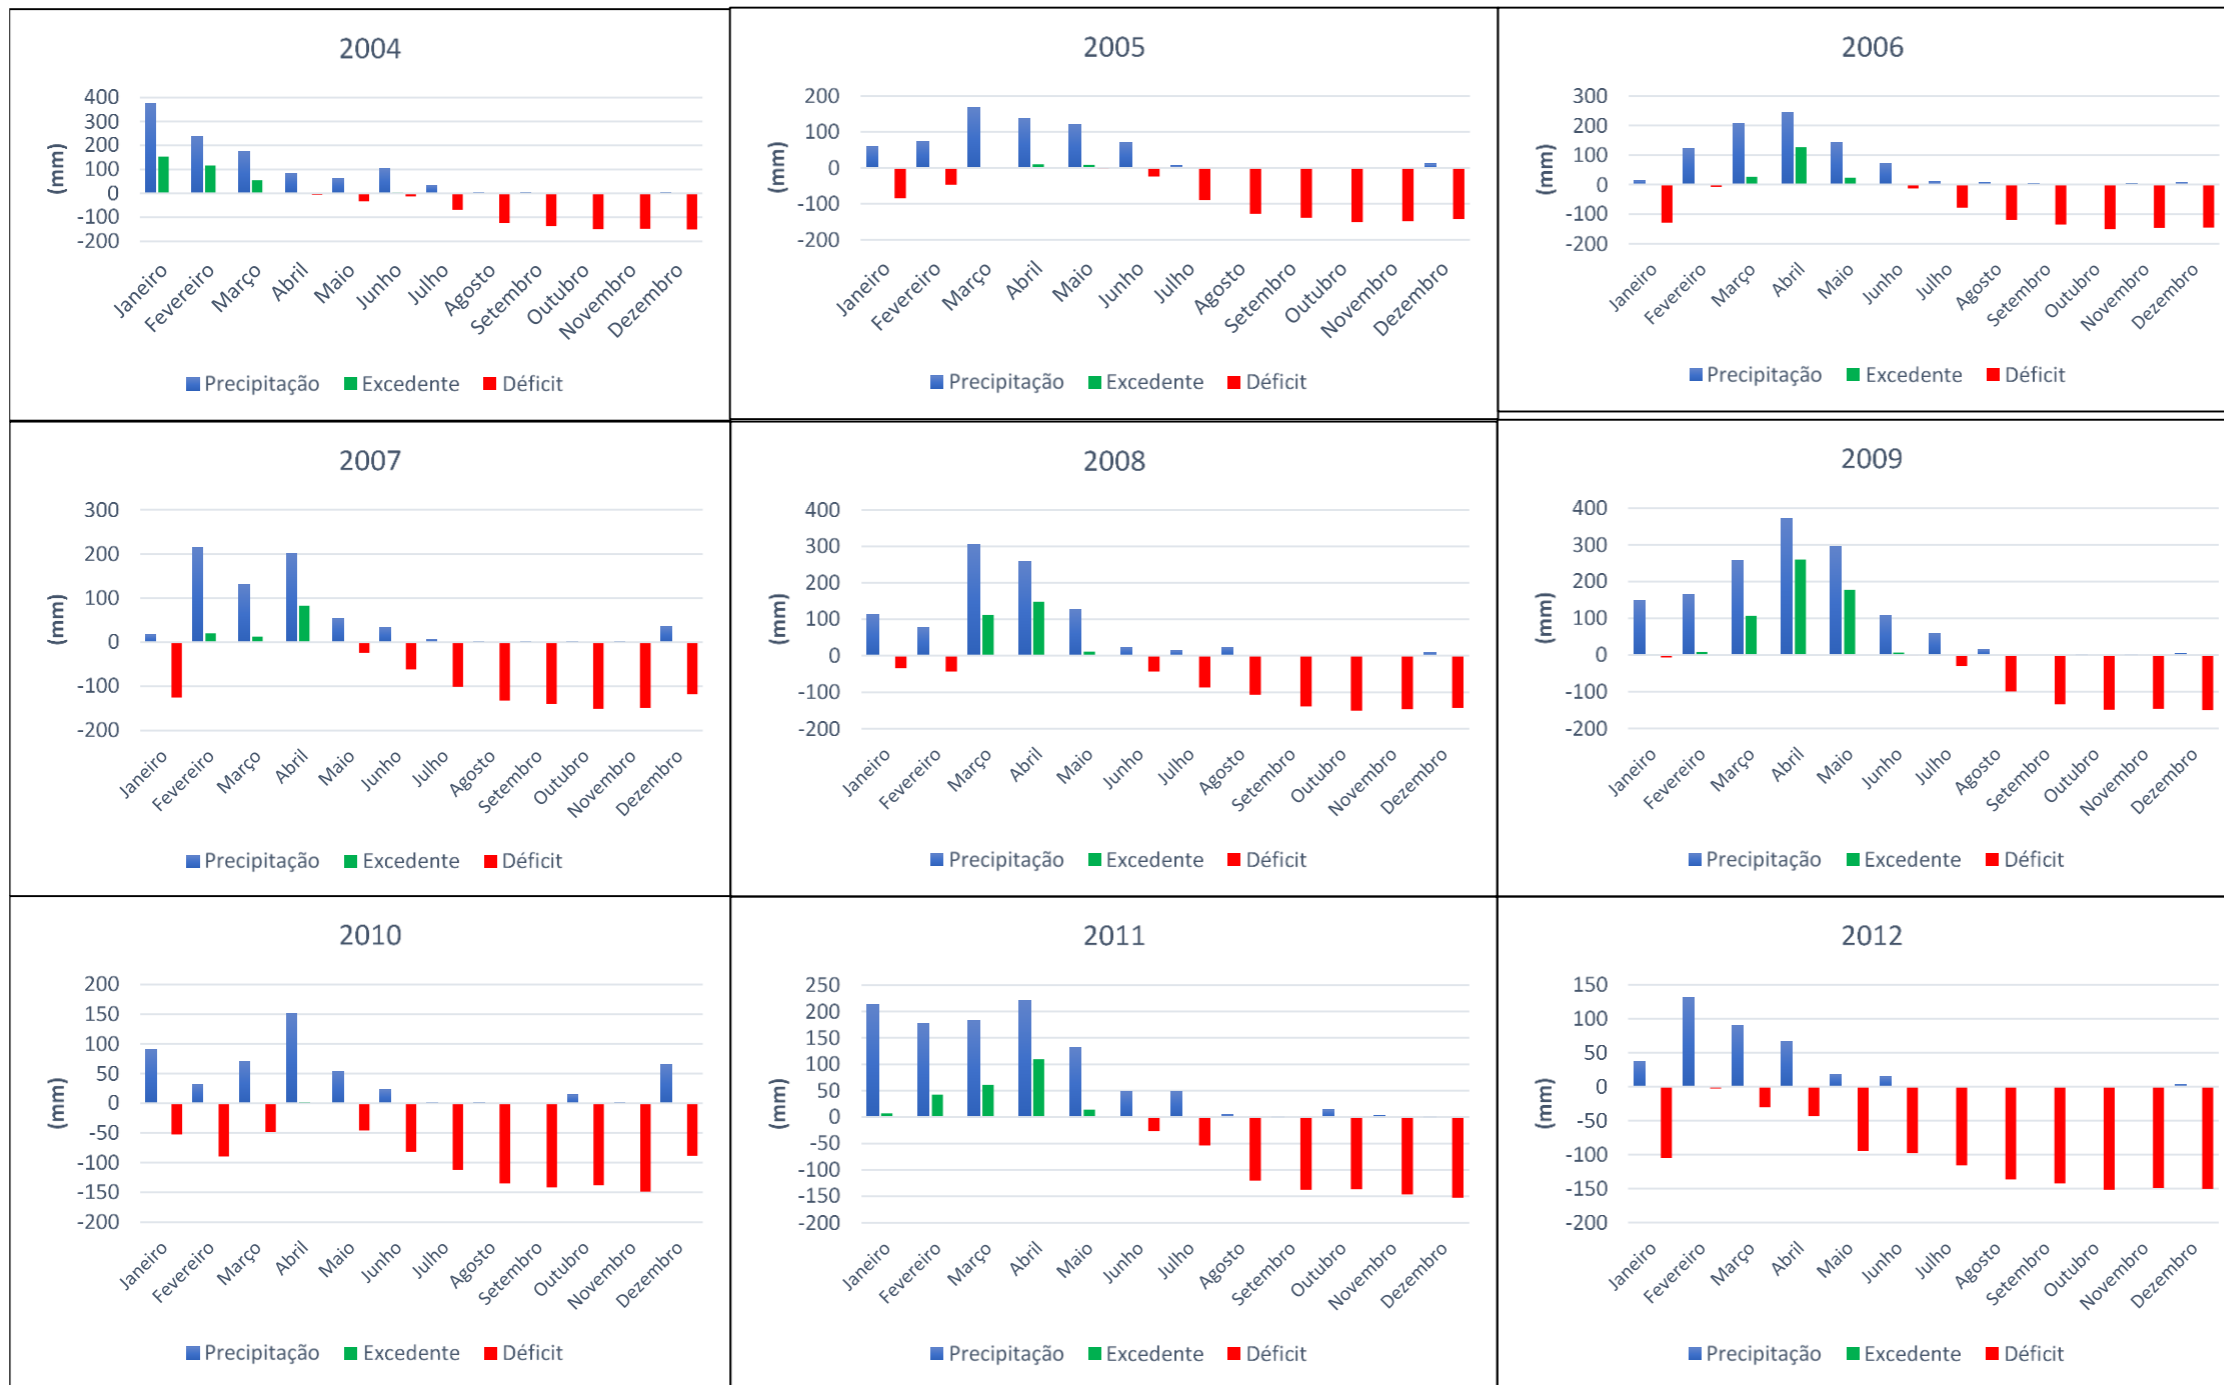 2004
400
300
200
100
0
-100
-200
(mm)
Janeiro
Fevereiro
Março
Abril
Maio
Junho
Julho
Agosto
Setembro
Outubro
Novembro
Dezembro
Precipitação Excedente Déficit
2005
200
100
0
-100
-200
(mm)
Janeiro
Fevereiro
Março
Abril
Maio
Junho
Julho
Agosto
Setembro
Outubro
Novembro
Dezembro
Precipitação Excedente Déficit
2006
300
200
100
0
-100
-200
(mm)
Janeiro
Fevereiro
Março
Abril
Maio
Junho
Julho
Agosto
Setembro
Outubro
Novembro
Dezembro
Precipitação Excedente Déficit
2007
300
200
100
0
-100
-200
(mm)
Janeiro
Fevereiro
Março
Abril
Maio
Junho
Julho
Agosto
Setembro
Outubro
Novembro
Dezembro
Precipitação Excedente Déficit
2008
400
300
200
100
0
-100
-200
(mm)
Janeiro
Fevereiro
Março
Abril
Maio
Junho
Julho
Agosto
Setembro
Outubro
Novembro
Dezembro
Precipitação Excedente Déficit
2009
400
300
200
100
0
-100
-200
(mm)
Janeiro
Fevereiro
Março
Abril
Maio
Junho
Julho
Agosto
Setembro
Outubro
Novembro
Dezembro
Precipitação Excedente Déficit
2010
200
150
100
50
0
-50
-100
-150
-200
(mm)
Janeiro
Fevereiro
Março
Abril
Maio
Junho
Julho
Agosto
Setembro
Outubro
Novembro
Dezembro
Precipitação Excedente Déficit
2011
250
200
150
100
50
0
-50
-100
-150
-200
(mm)
Janeiro
Fevereiro
Março
Abril
Maio
Junho
Julho
Agosto
Setembro
Outubro
Novembro
Dezembro
Precipitação Excedente Déficit
2012
150
100
50
0
-50
-100
-150
-200
(mm)
Janeiro
Fevereiro
Março
Abril
Maio
Junho
Julho
Agosto
Setembro
Outubro
Novembro
Dezembro
Precipitação Excedente Déficit